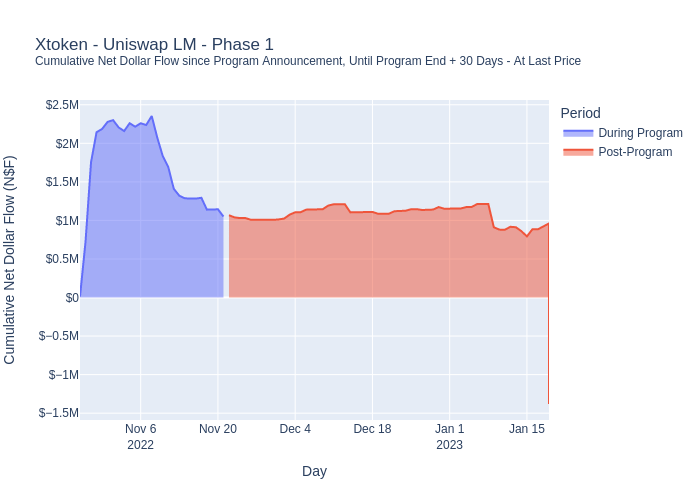 Xtoken - Uniswap LM - Phase 1
Cumulative Net Dollar Flow since Program Announcement, Until Program End + 30 Days - At Last Price
Period
During Program
Post-Program
Cumulative Net Dollar Flow (N$F)
$2.5M
$2M
$1.5M
$1M
$0.5M
$0
$−0.5M
$−1M
$−1.5M
Nov 6
2022
Nov 20
Dec 4
Dec 18
Jan 1
2023
Jan 15
Day